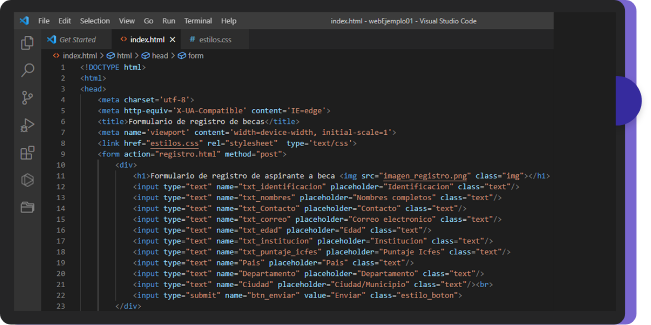 File Edit Selection View Go Run Terminal Help index.html - webEjemplo01 - Visual Studio Code
Get Started index.html estilos.css
index.html > html > head > form
1 <!DOCTYPE html>
2 <html>
3 <head>
4 <meta charset='utf-8'>
5 <meta http-equiv='X-UA-Compatible' content='IE=edge'>
6 <title>Formulario de registro de becas</title>
7 <meta name='viewport' content='width=device-width, initial-scale=1'>
8 <link href="estilos.css" rel="stylesheet" type='text/css'>
9 <form action="registro.html" method="post">
10 <div>
11 <h1>Formulario de registro de aspirante a beca <img src="imagen_registro.png" class="img"></h1>
12 <input type="text" name="txt_identificacion" placeholder="Identificacion" class="text"/>
13 <input type="text" name="txt_nombres" placeholder="Nombres completos" class="text"/>
14 <input type="text" name="txt_Contacto" placeholder="Contacto" class="text"/>
15 <input type="text" name="txt_correo" placeholder="Correo electronico" class="text"/>
16 <input type="text" name="txt_edad" placeholder="Edad" class="text"/>
17 <input type="text" name="txt_institucion" placeholder="Institucion" class="text"/>
18 <input type="text" name="txt_puntaje_icfes" placeholder="Puntaje Icfes" class="text"/>
19 <input type="text" name="Pais" placeholder="Pais" class="text"/>
20 <input type="text" name="Departamento" placeholder="Departamento" class="text"/>
21 <input type="text" name="Ciudad" placeholder="Ciudad/Municipio" class="text"/><br>
22 <input type="submit" name="btn_enviar" value="Enviar" class="estilo_boton">
23 </div>